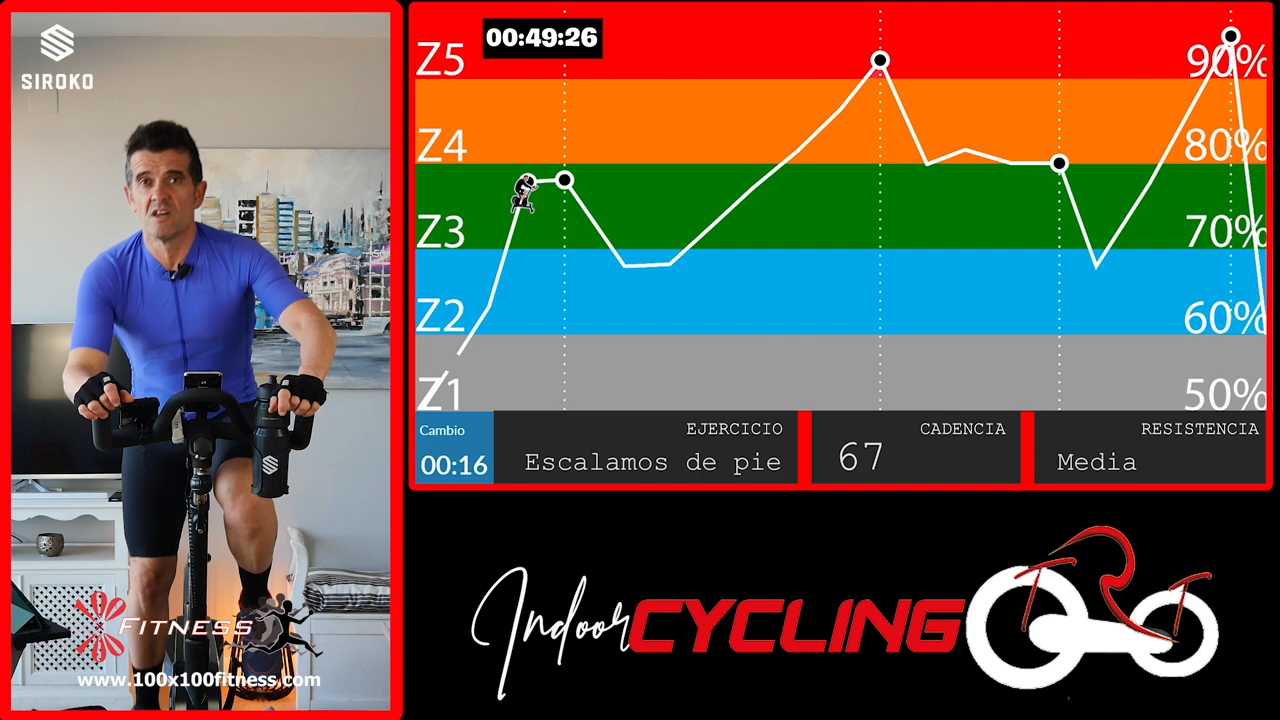 SIROKO
FITNESS
www.100x100fitness.com
00:49:26
Z5
90%
Z4
80%
Z3
70%
Z2
60%
Z1
50%
Cambio
00:16
EJERCICIO
Escalamos de pie
CADENCIA
67
RESISTENCIA
Media
Indoor CYCLING
TRT